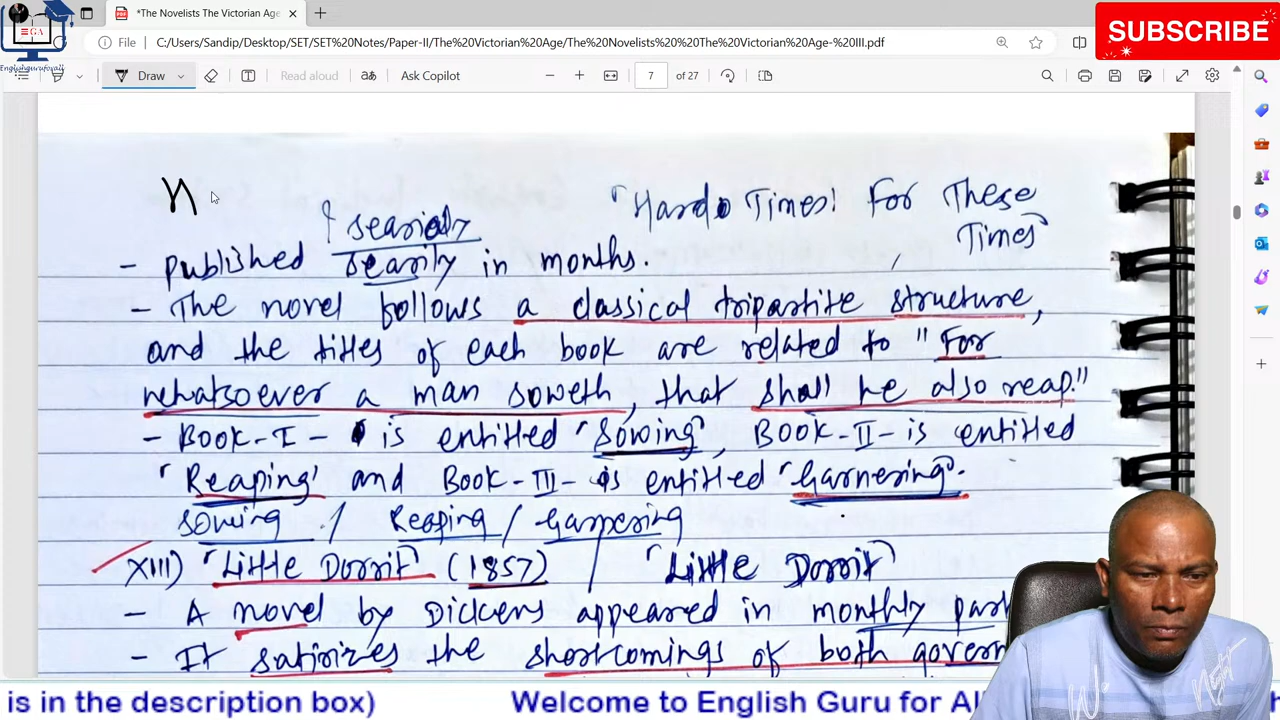 *The Novelists The Victorian Age
SUBSCRIBE
EGA
Englishguruforall
File C:/Users/Sandip/Desktop/SET/SET%20Notes/Paper-II/The%20Victorian%20Age/The%20Novelists%20%20The%20Victorian%20Age-%20III.pdf
Draw Read aloud Ask Copilot 7 of 27
N
"Hard Times: For These
Times"
- published searily in months.
- The novel follows a classical tripartite structure,
and the titles of each book are related to "For
whatsoever a man soweth, that shall he also reap."
- Book-I- is entitled 'Sowing', Book-II-is entitled
'Reaping' and Book-III- is entitled 'Garnering'.
Sowing / Reaping / Garnering
XIII) 'Little Dorrit' (1857) / 'Little Dorrit'
- A novel by Dickens appeared in monthly part
- It satirizes the shortcomings of both govern
is in the description box) Welcome to English Guru for Al